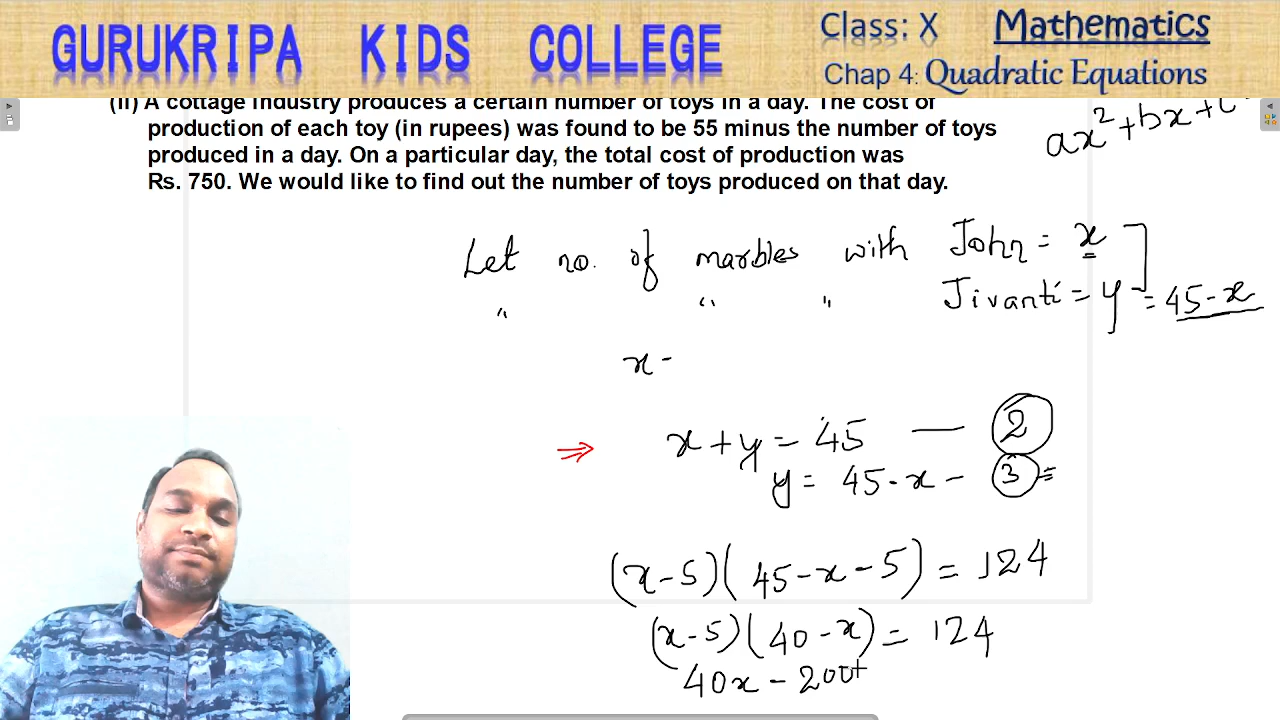 GURUKRIPA KIDS COLLEGE
Class: X Mathematics
Chap 4: Quadratic Equations
(ii) A cottage industry produces a certain number of toys in a day. The cost of
production of each toy (in rupees) was found to be 55 minus the number of toys
produced in a day. On a particular day, the total cost of production was
Rs. 750. We would like to find out the number of toys produced on that day.
ax²+bx+c
Let no. of marbles with John = x
" " " Jivanti = y = 45-x
x -
⇒ x + y = 45 — 2
y = 45-x - 3 =
(x-5)(45-x-5) = 124
(x-5)(40-x) = 124
40x - 200+